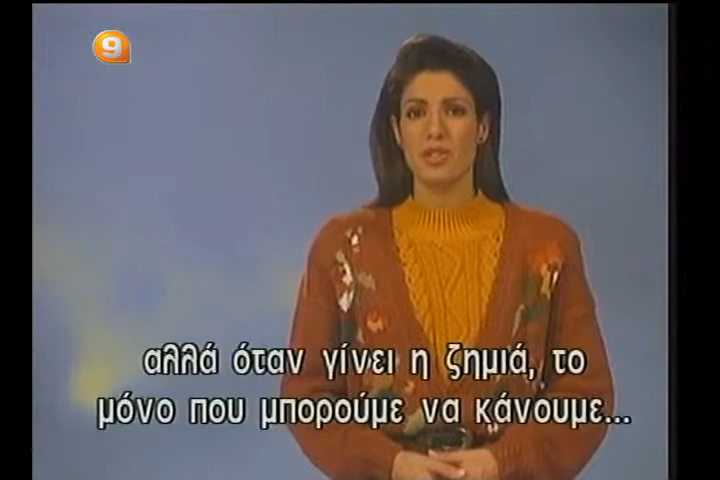 9
αλλά όταν γίνει η ζημιά, το
μόνο που μπορούμε να κάνουμε...